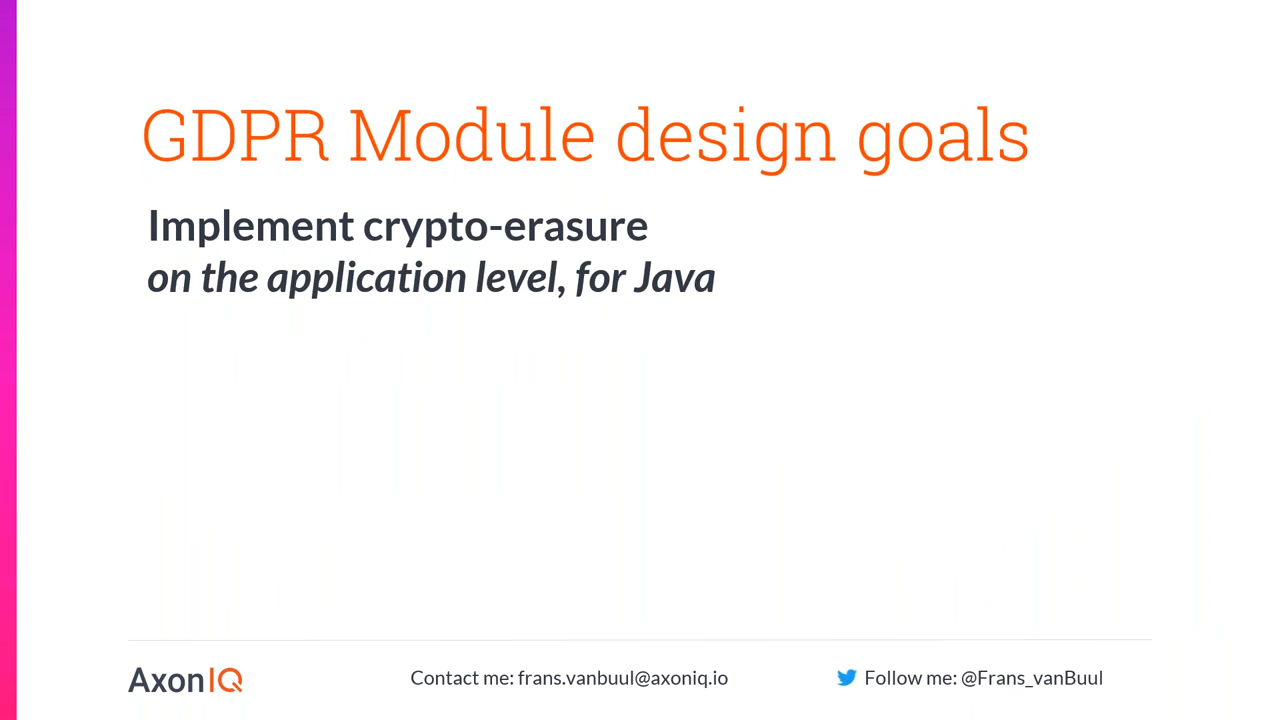 GDPR Module design goals
Implement crypto-erasure
on the application level, for Java
AxonIQ
Contact me: frans.vanbuul@axoniq.io
Follow me: @Frans_vanBuul